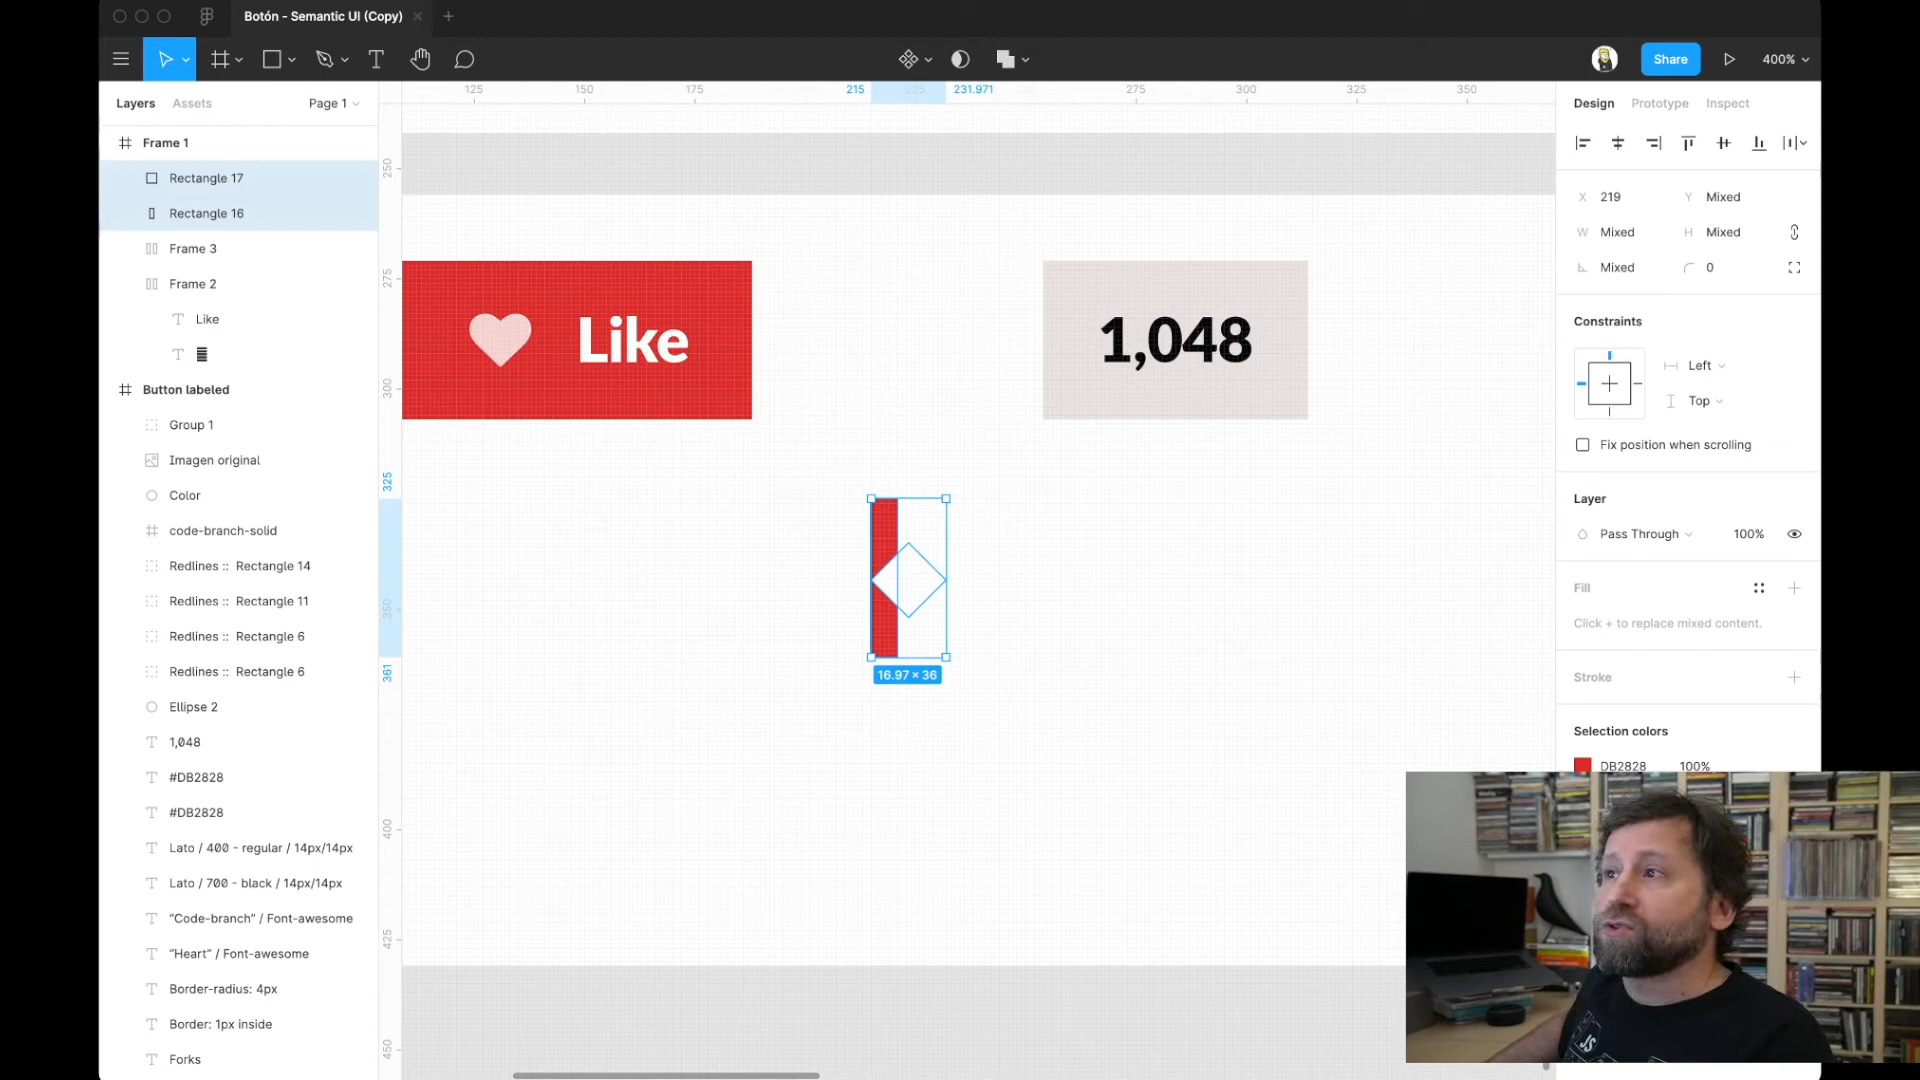 Botón - Semantic UI (Copy)
Share
400%
Layers
Assets
Page 1
125
150
175
215
231.971
275
300
325
350
Design
Prototype
Inspect
Frame 1
Rectangle 17
Rectangle 16
Frame 3
Frame 2
Like
Button labeled
Group 1
Imagen original
Color
code-branch-solid
Redlines :: Rectangle 14
Redlines :: Rectangle 11
Redlines :: Rectangle 6
Redlines :: Rectangle 6
Ellipse 2
1,048
#DB2828
#DB2828
Lato / 400 - regular / 14px/14px
Lato / 700 - black / 14px/14px
“Code-branch” / Font-awesome
“Heart” / Font-awesome
Border-radius: 4px
Border: 1px inside
Forks
250
275
300
325
350
361
400
425
450
Like
1,048
16.97 × 36
X 219
Y Mixed
W Mixed
H Mixed
Mixed
0
Constraints
Left
Top
Fix position when scrolling
Layer
Pass Through
100%
Fill
Click + to replace mixed content.
Stroke
Selection colors
DB2828
100%
JS